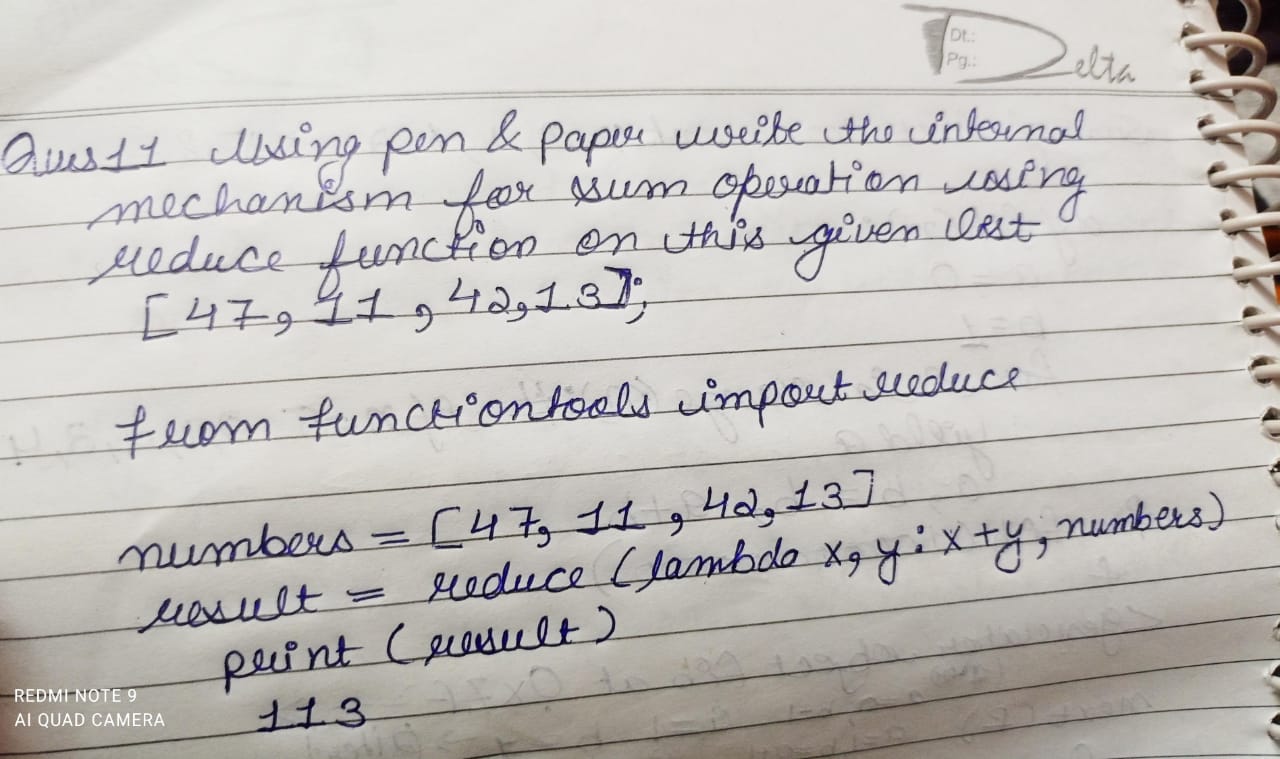 Dt.:
Pg.:
Delta
Ques11 Using pen & paper write the internal
mechanism for sum operation using
reduce function on this given list
[47, 11, 42, 13];
from functiontools import reduce
numbers = [47, 11, 42, 13]
result = reduce (lambda x, y : x + y, numbers)
print (result)
113
REDMI NOTE 9
AI QUAD CAMERA